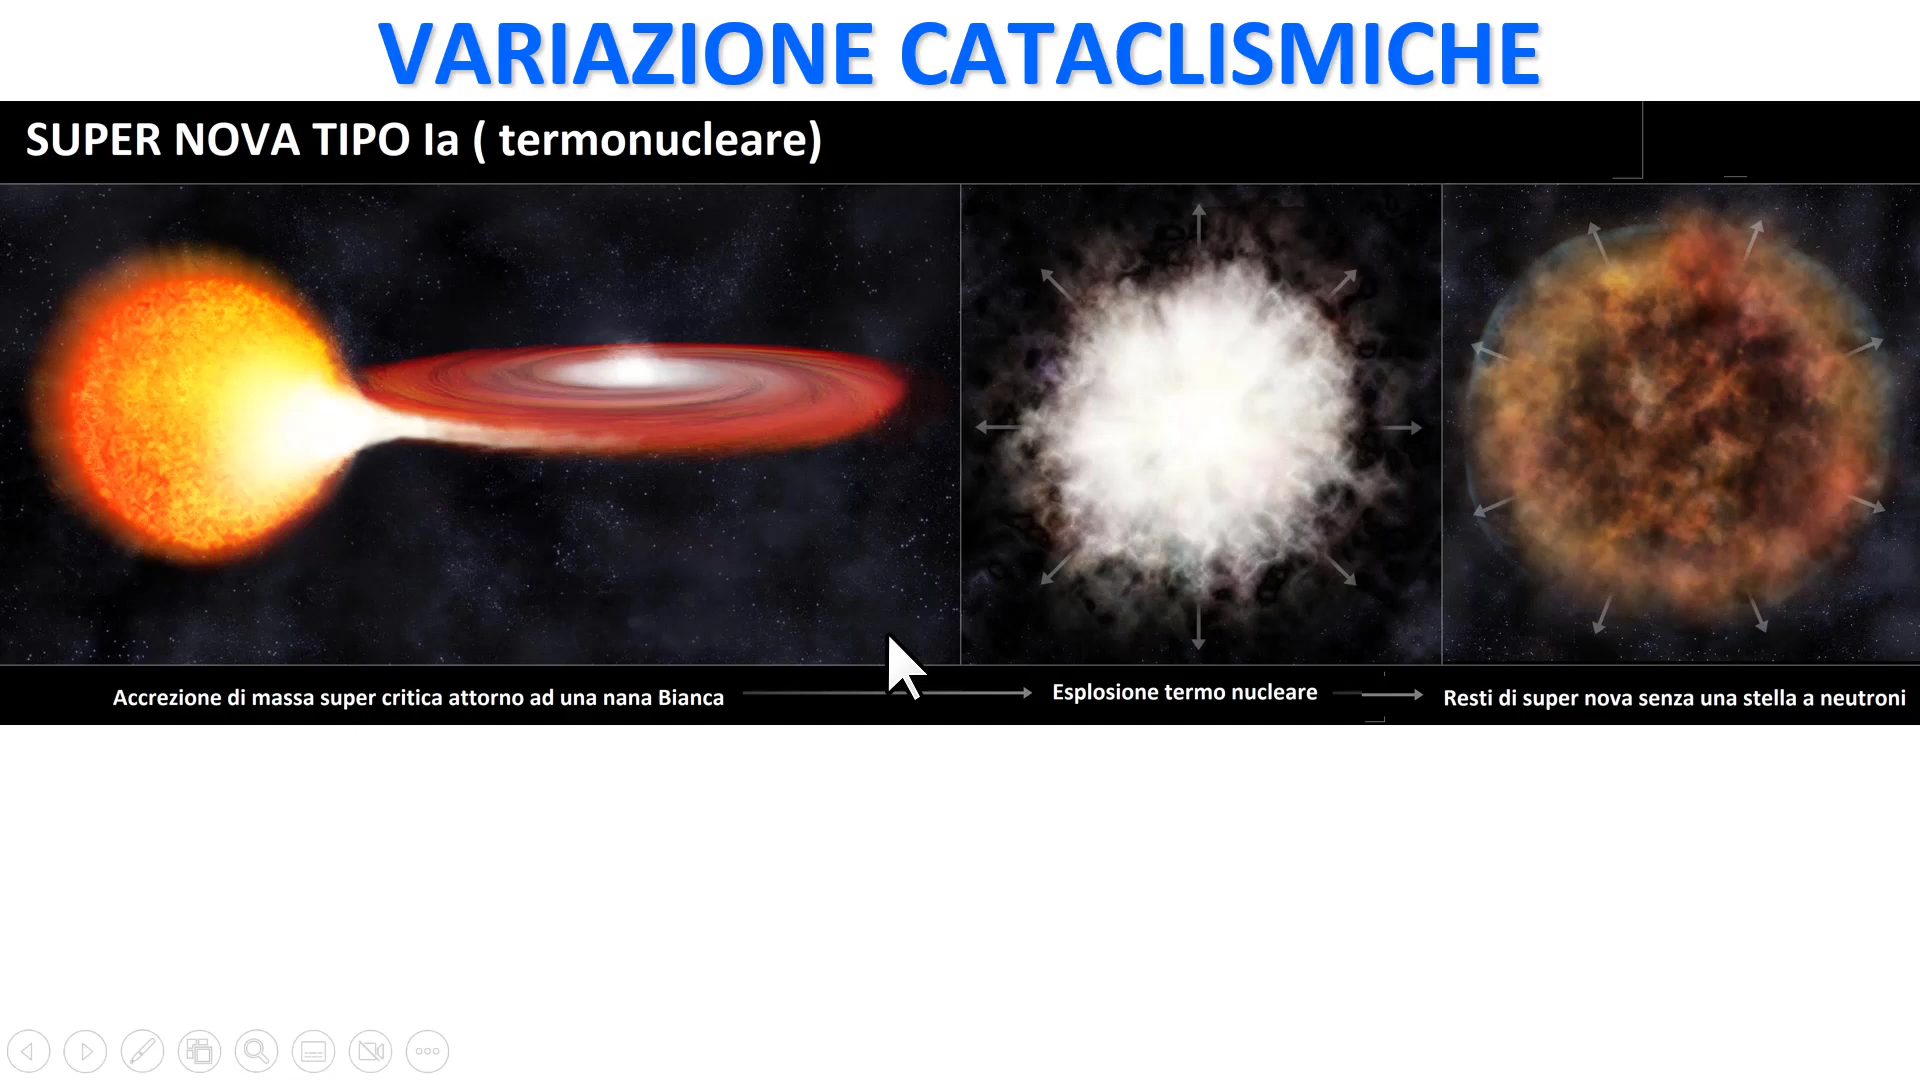 VARIAZIONE CATACLISMICHE
SUPER NOVA TIPO Ia ( termonucleare)
Accrezione di massa super critica attorno ad una nana Bianca
Esplosione termo nucleare
Resti di super nova senza una stella a neutroni